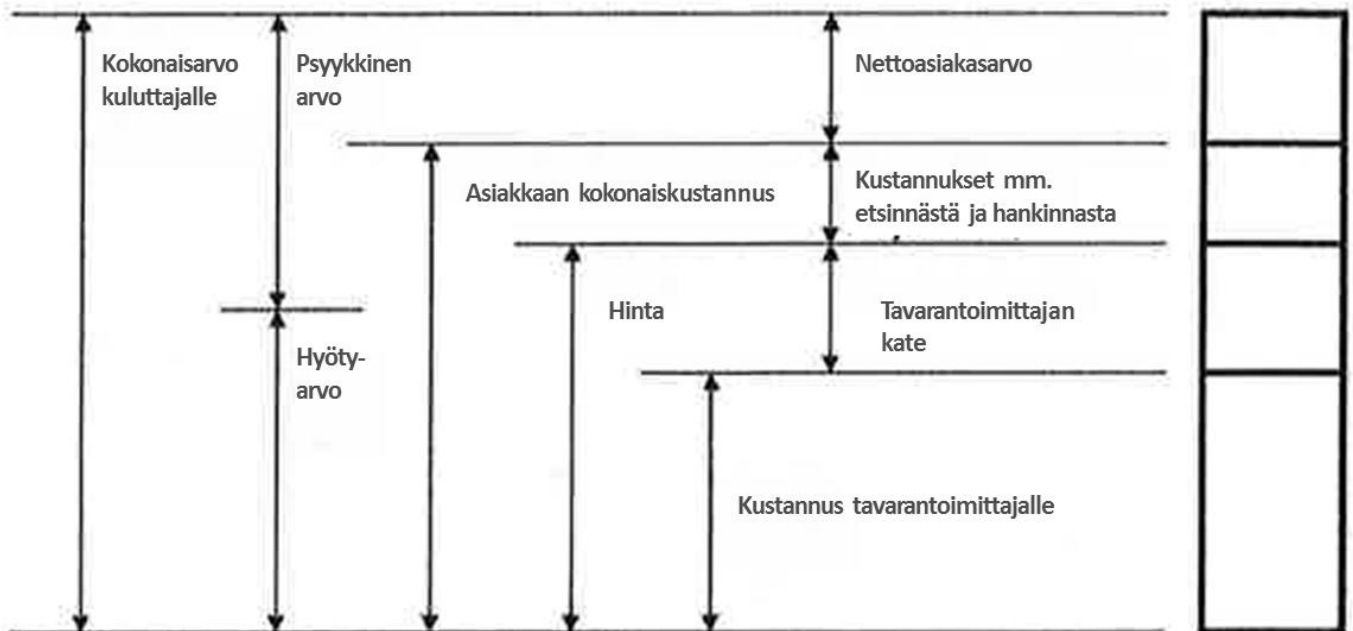 Kokonaisarvo
kuluttajalle
Psyykkinen
arvo
Nettoasiakasarvo
Asiakkaan kokonaiskustannus
Kustannukset mm.
etsinnästä ja hankinnasta
Hinta
Tavarantoimittajan
kate
Hyöty-
arvo
Kustannus tavarantoimittajalle